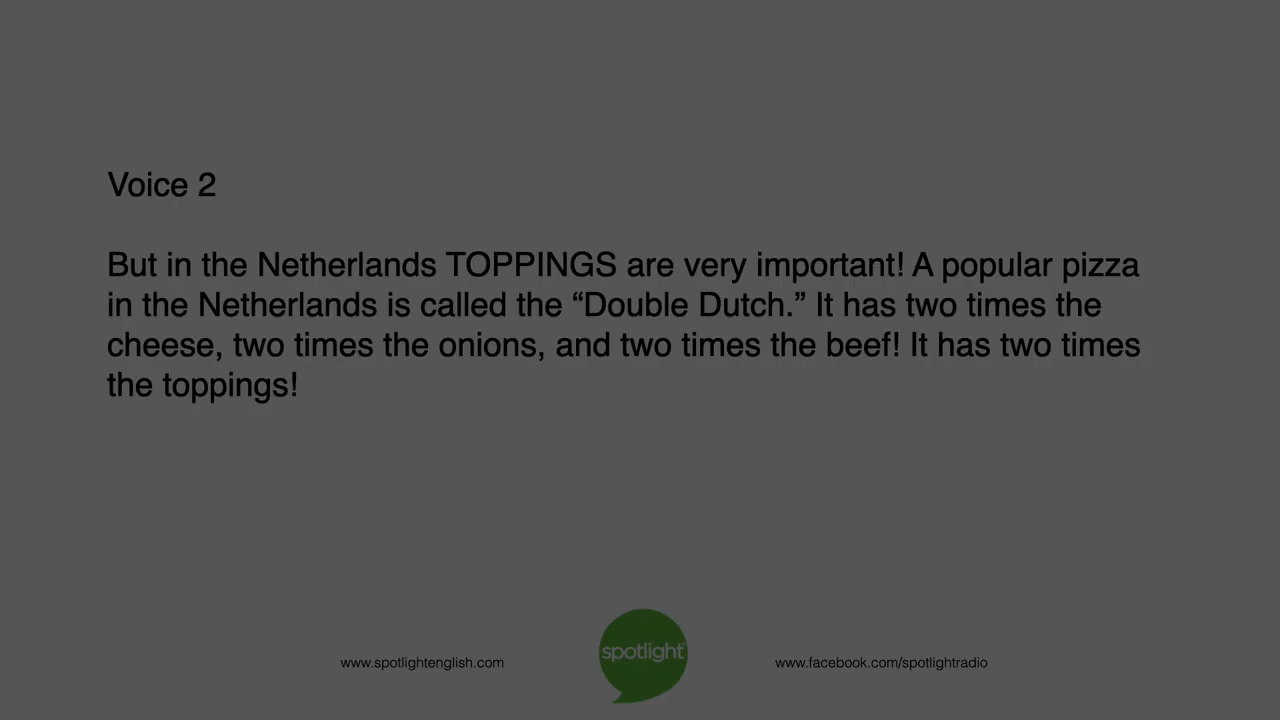 Voice 2
But in the Netherlands TOPPINGS are very important! A popular pizza
in the Netherlands is called the “Double Dutch.” It has two times the
cheese, two times the onions, and two times the beef! It has two times
the toppings!
www.spotlightenglish.com
spotlight
www.facebook.com/spotlightradio